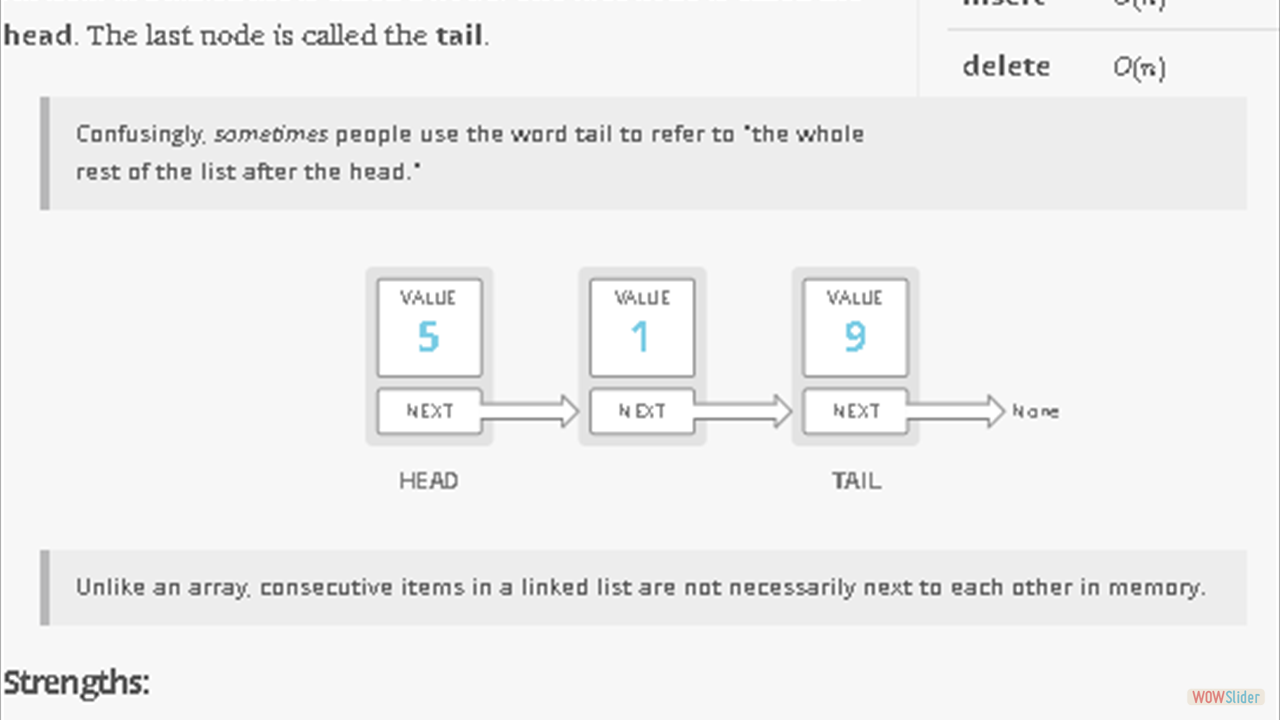 head. The last node is called the tail.
insert O(n)
delete O(n)
Confusingly, sometimes people use the word tail to refer to "the whole
rest of the list after the head."
VALUE VALUE VALUE
5 1 9
NEXT NEXT NEXT None
HEAD TAIL
Unlike an array, consecutive items in a linked list are not necessarily next to each other in memory.
Strengths:
WOWSlider